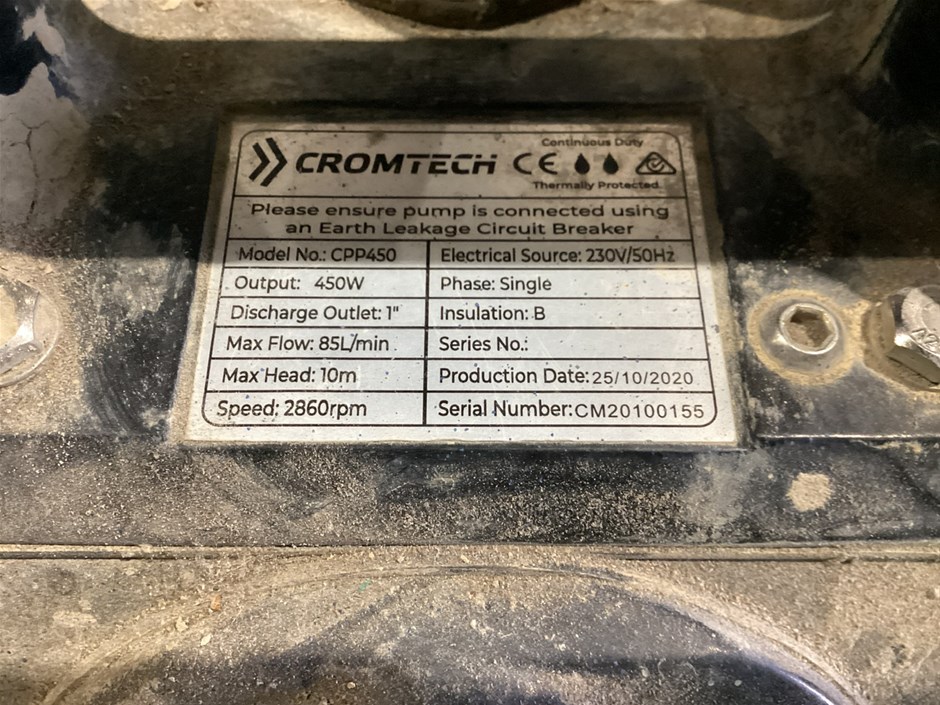 Continuous Duty
CROMTECH CE
Thermally Protected
Please ensure pump is connected using
an Earth Leakage Circuit Breaker
Model No.: CPP450
Electrical Source: 230V/50Hz
Output: 450W
Phase: Single
Discharge Outlet: 1"
Insulation: B
Max Flow: 85L/min
Series No.:
Max Head: 10m
Production Date: 25/10/2020
Speed: 2860rpm
Serial Number: CM20100155